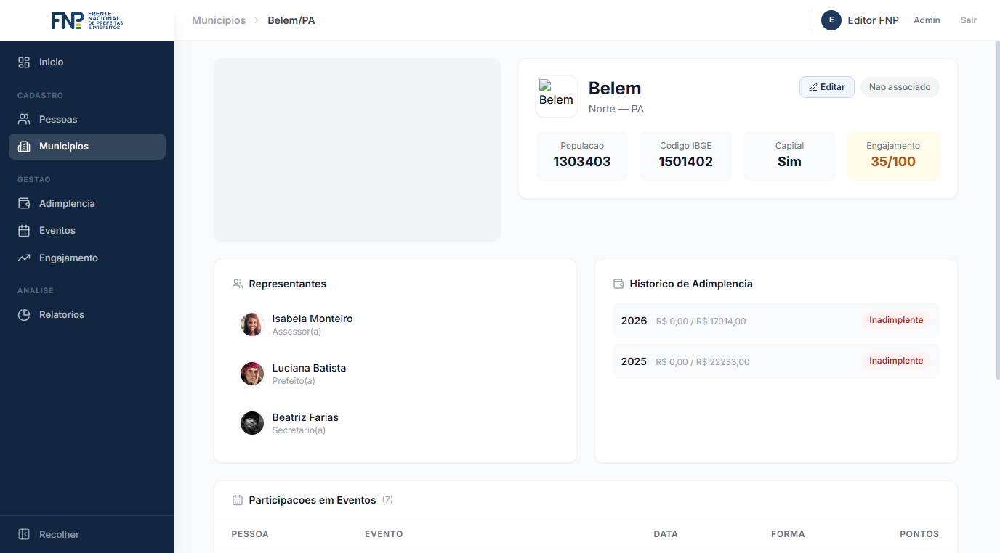 FNP FRENTE
NACIONAL
DE PREFEITAS
E PREFEITOS
Municipios
Belem/PA
E
Editor FNP
Admin
Sair
Inicio
CADASTRO
Pessoas
Municipios
GESTAO
Adimplencia
Eventos
Engajamento
ANALISE
Relatorios
Recolher
Belem
Belem
Norte — PA
Editar
Nao associado
Populacao
1303403
Codigo IBGE
1501402
Capital
Sim
Engajamento
35/100
Representantes
Isabela Monteiro
Assessor(a)
Luciana Batista
Prefeito(a)
Beatriz Farias
Secretário(a)
Historico de Adimplencia
2026 R$ 0,00 / R$ 17014,00 Inadimplente
2025 R$ 0,00 / R$ 22233,00 Inadimplente
Participacoes em Eventos (7)
PESSOA EVENTO DATA FORMA PONTOS